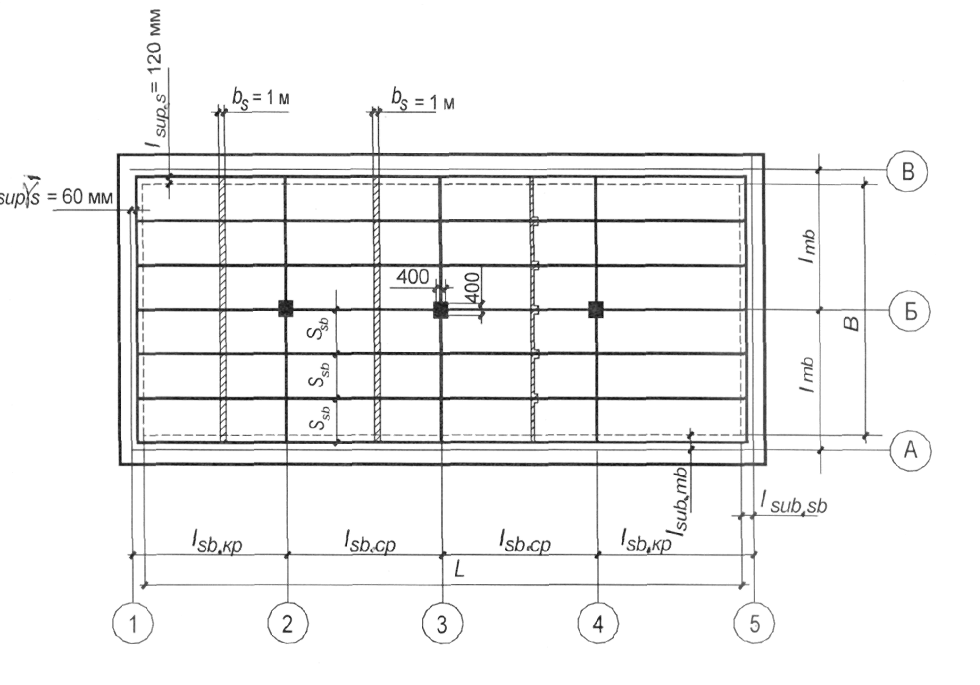 l sup,s = 120 мм
b s = 1 м
b s = 1 м
sup,s = 60 мм
В
l mb
400
400
Б
B
S sb
S sb
S sb
l mb
А
l sub,mb
l sub,sb
l sb,кр
l sb,ср
l sb,ср
l sb,кр
L
1
2
3
4
5